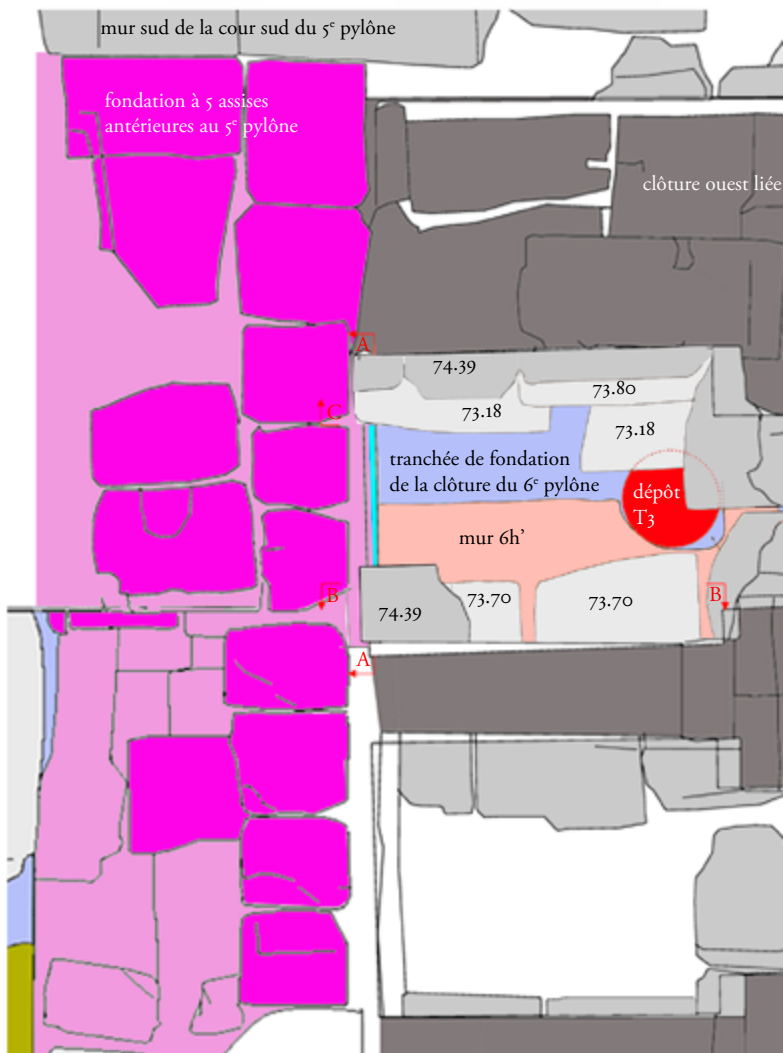 mur sud de la cour sud du 5e pylône
fondation à 5 assises
antérieures au 5e pylône
clôture ouest liée
A
74.39
73.80
C
73.18
73.18
tranchée de fondation
de la clôture du 6e pylône
dépôt
T3
mur 6h’
B
B
74.39
73.70
73.70
A